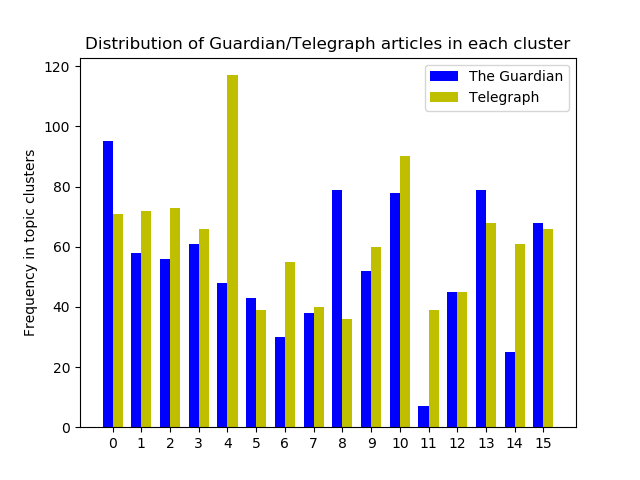 Distribution of Guardian/Telegraph articles in each cluster
The Guardian
Telegraph
Frequency in topic clusters
120
100
80
60
40
20
0
0 1 2 3 4 5 6 7 8 9 10 11 12 13 14 15